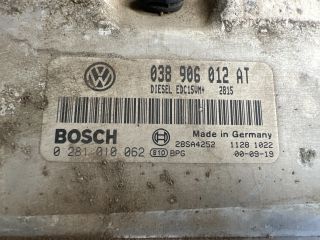 038 906 012 AT
DIESEL EDC15VM+ 2815
BOSCH
Made in Germany
28SA4252 1128 1022
0 281 010 062 810 BPG 00-09-19